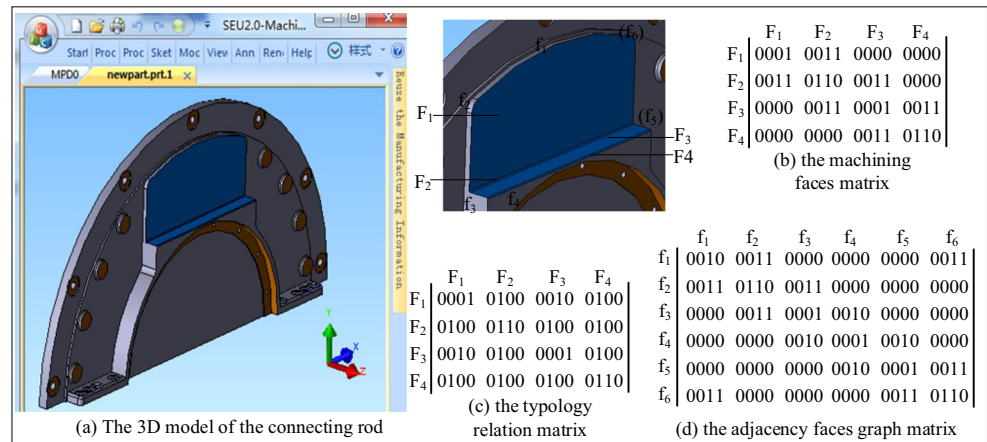 SEU2.0-Machi...
Start Proc Proc Sket Moc View Ann Ren Help 样式
MPD0 newpart.prt.1 x
Reuse the Manufacturing Information
Y
X
Z
(a) The 3D model of the connecting rod
f1 (f6)
f2
F1
(f5)
F3
F4
F2
f4
f3
F1 F2 F3 F4
F1 0001 0011 0000 0000
F2 0011 0110 0011 0000
F3 0000 0011 0001 0011
F4 0000 0000 0011 0110
(b) the machining
faces matrix
F1 F2 F3 F4
F1 0001 0100 0010 0100
F2 0100 0110 0100 0100
F3 0010 0100 0001 0100
F4 0100 0100 0100 0110
(c) the typology
relation matrix
f1 f2 f3 f4 f5 f6
f1 0010 0011 0000 0000 0000 0011
f2 0011 0110 0011 0000 0000 0000
f3 0000 0011 0001 0010 0000 0000
f4 0000 0000 0010 0001 0010 0000
f5 0000 0000 0000 0010 0001 0011
f6 0011 0000 0000 0000 0011 0110
(d) the adjacency faces graph matrix